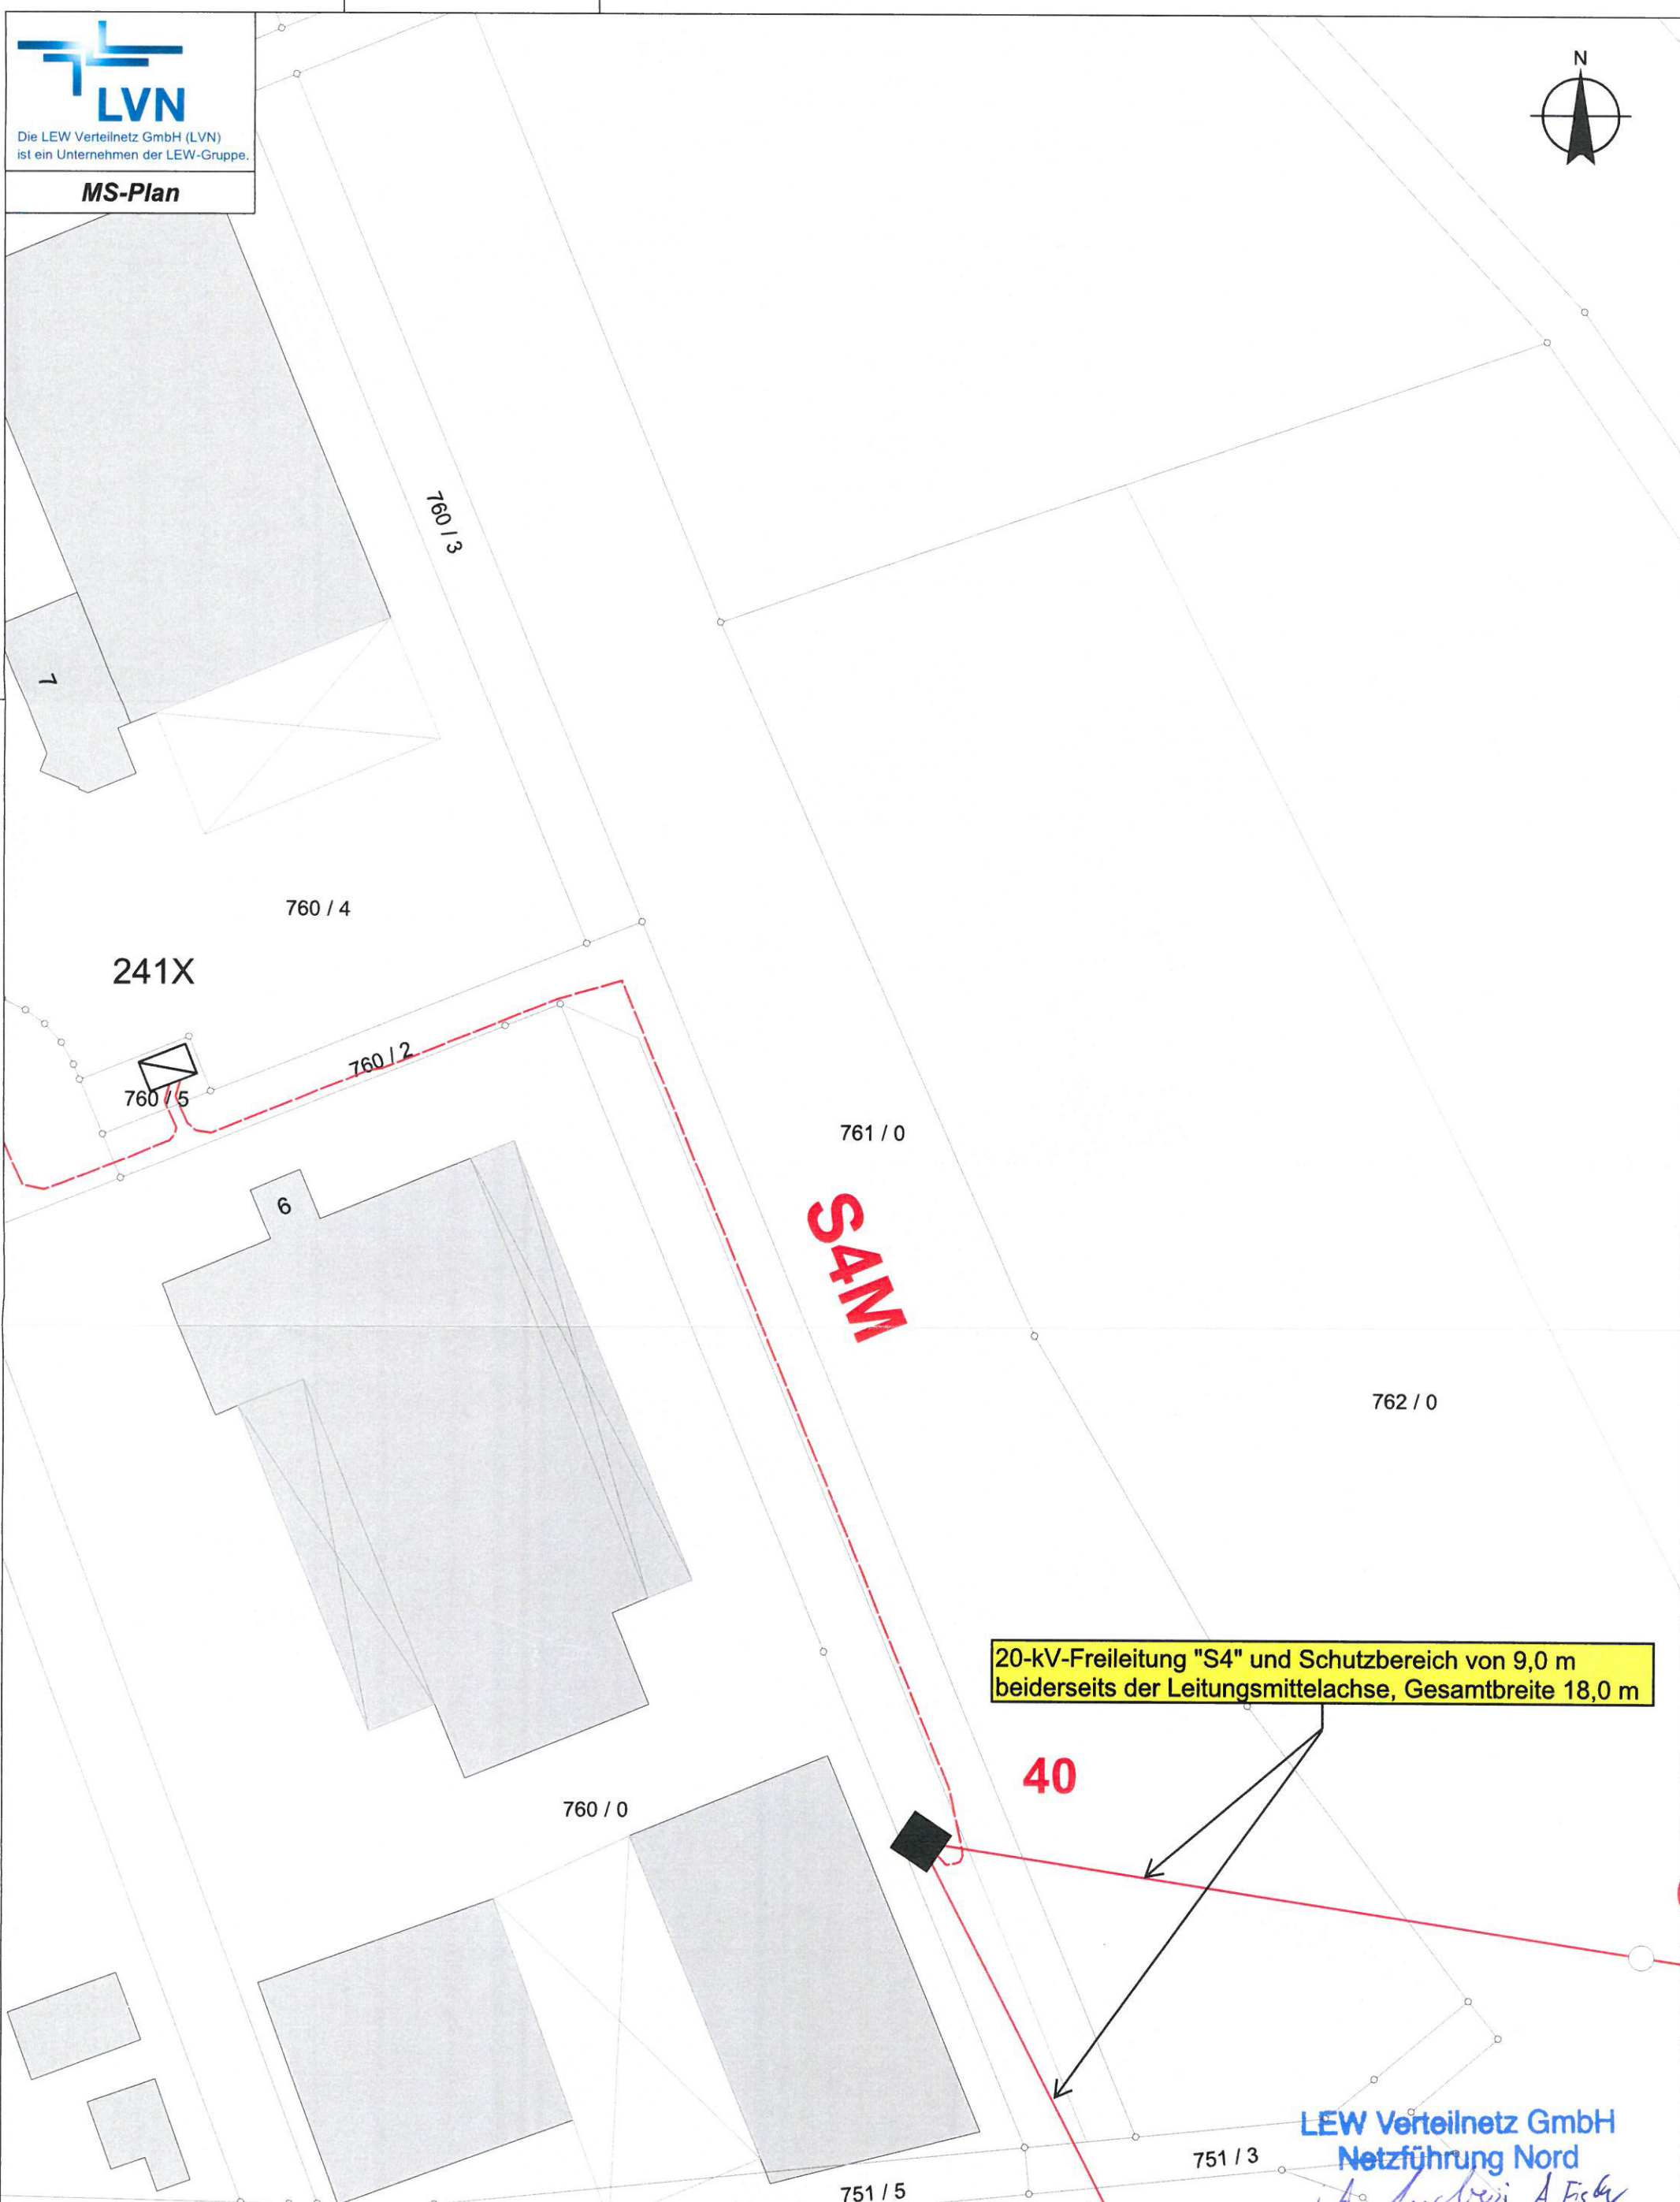 LVN
Die LEW Verteilnetz GmbH (LVN)
ist ein Unternehmen der LEW-Gruppe.
MS-Plan
N
760 / 3
7
760 / 4
241X
760 / 2
760 / 5
761 / 0
6
S4M
762 / 0
20-kV-Freileitung "S4" und Schutzbereich von 9,0 m
beiderseits der Leitungsmittelachse, Gesamtbreite 18,0 m
40
760 / 0
LEW Verteilnetz GmbH
Netzführung Nord
751 / 3
751 / 5